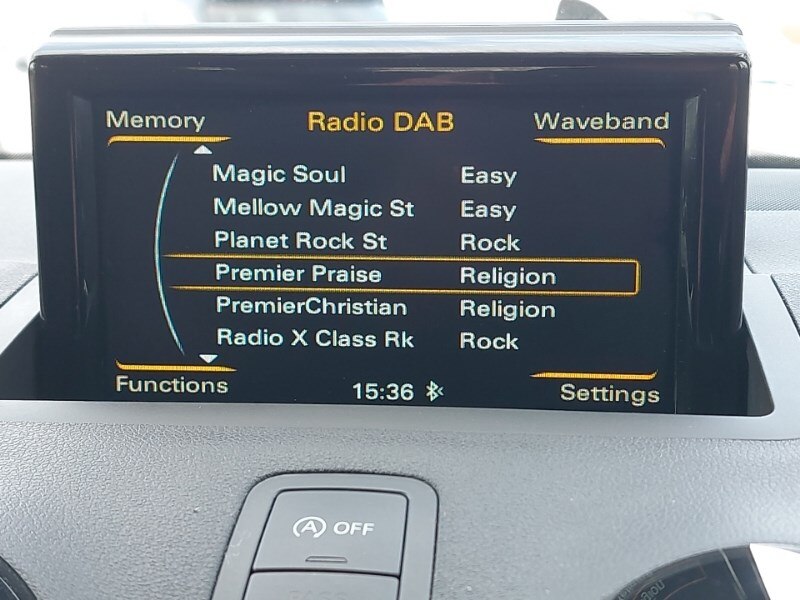 Memory Radio DAB Waveband
Magic Soul Easy
Mellow Magic St Easy
Planet Rock St Rock
Premier Praise Religion
PremierChristian Religion
Radio X Class Rk Rock
Functions 15:36 Settings
A OFF